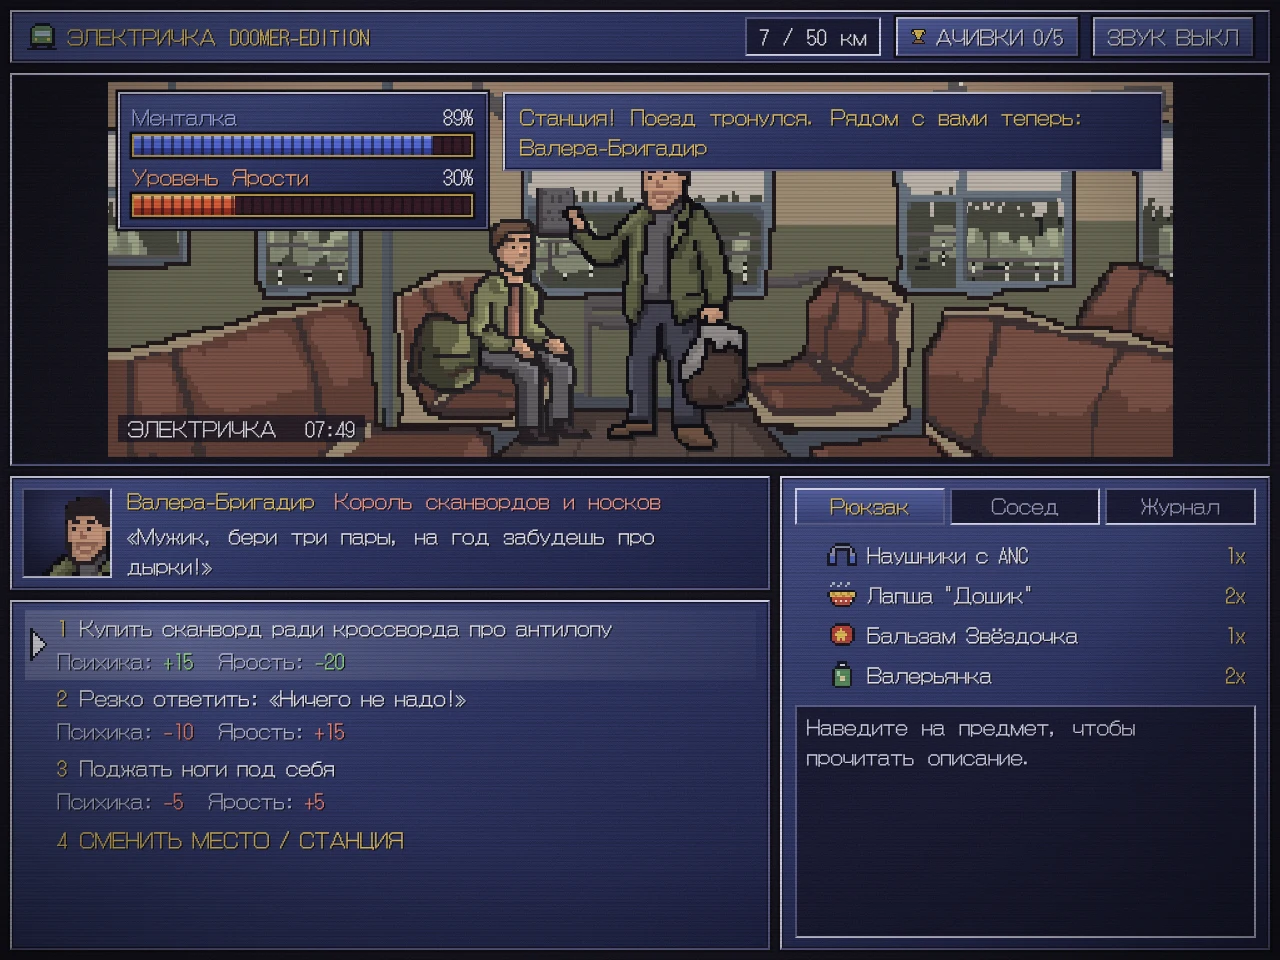 ЭЛЕКТРИЧКА DOOMER-EDITION
7 / 50 км
АЧИВКИ 0/5
ЗВУК ВЫКЛ
Менталка 89%
Уровень Ярости 30%
Станция! Поезд тронулся. Рядом с вами теперь:
Валера-Бригадир
ЭЛЕКТРИЧКА 07:49
Валера-Бригадир Король сканвордов и носков
«Мужик, бери три пары, на год забудешь про
дырки!»
1 Купить сканворд ради кроссворда про антилопу
Психика: +15 Ярость: -20
2 Резко ответить: «Ничего не надо!»
Психика: -10 Ярость: +15
3 Поджать ноги под себя
Психика: -5 Ярость: +5
4 СМЕНИТЬ МЕСТО / СТАНЦИЯ
Рюкзак
Сосед
Журнал
Наушники с ANC 1x
Лапша "Дошик" 2x
Бальзам Звёздочка 1x
Валерьянка 2x
Наведите на предмет, чтобы
прочитать описание.